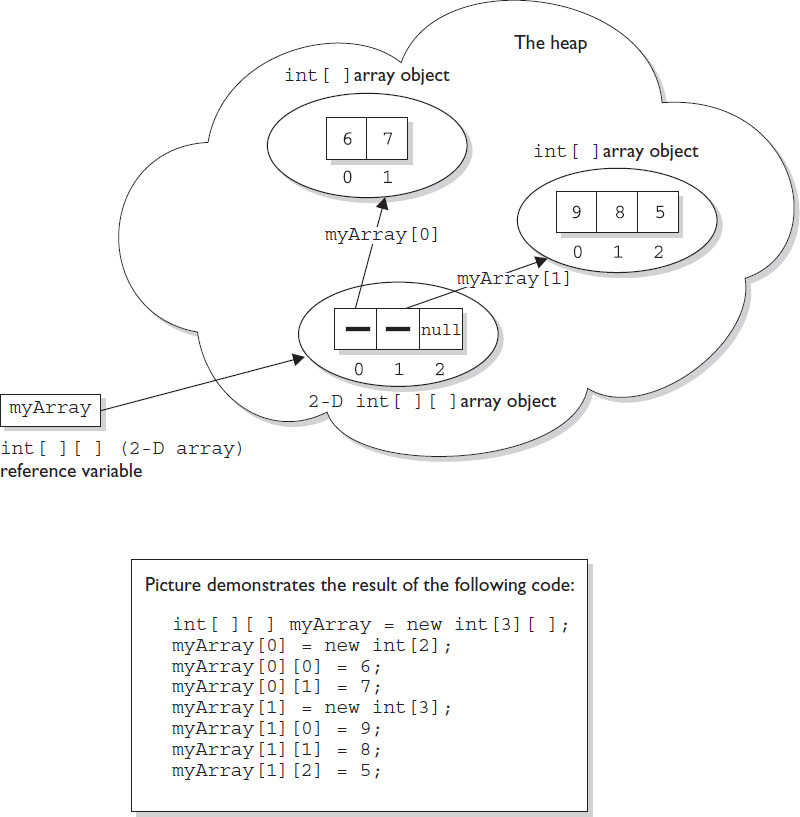 The heap
int[ ] array object
6 7
0 1
int[ ] array object
9 8 5
0 1 2
myArray[0]
myArray[1]
null
0 1 2
2-D int[ ][ ] array object
myArray
int[ ][ ] (2-D array)
reference variable
Picture demonstrates the result of the following code:
int[ ][ ] myArray = new int[3][ ];
myArray[0] = new int[2];
myArray[0][0] = 6;
myArray[0][1] = 7;
myArray[1] = new int[3];
myArray[1][0] = 9;
myArray[1][1] = 8;
myArray[1][2] = 5;